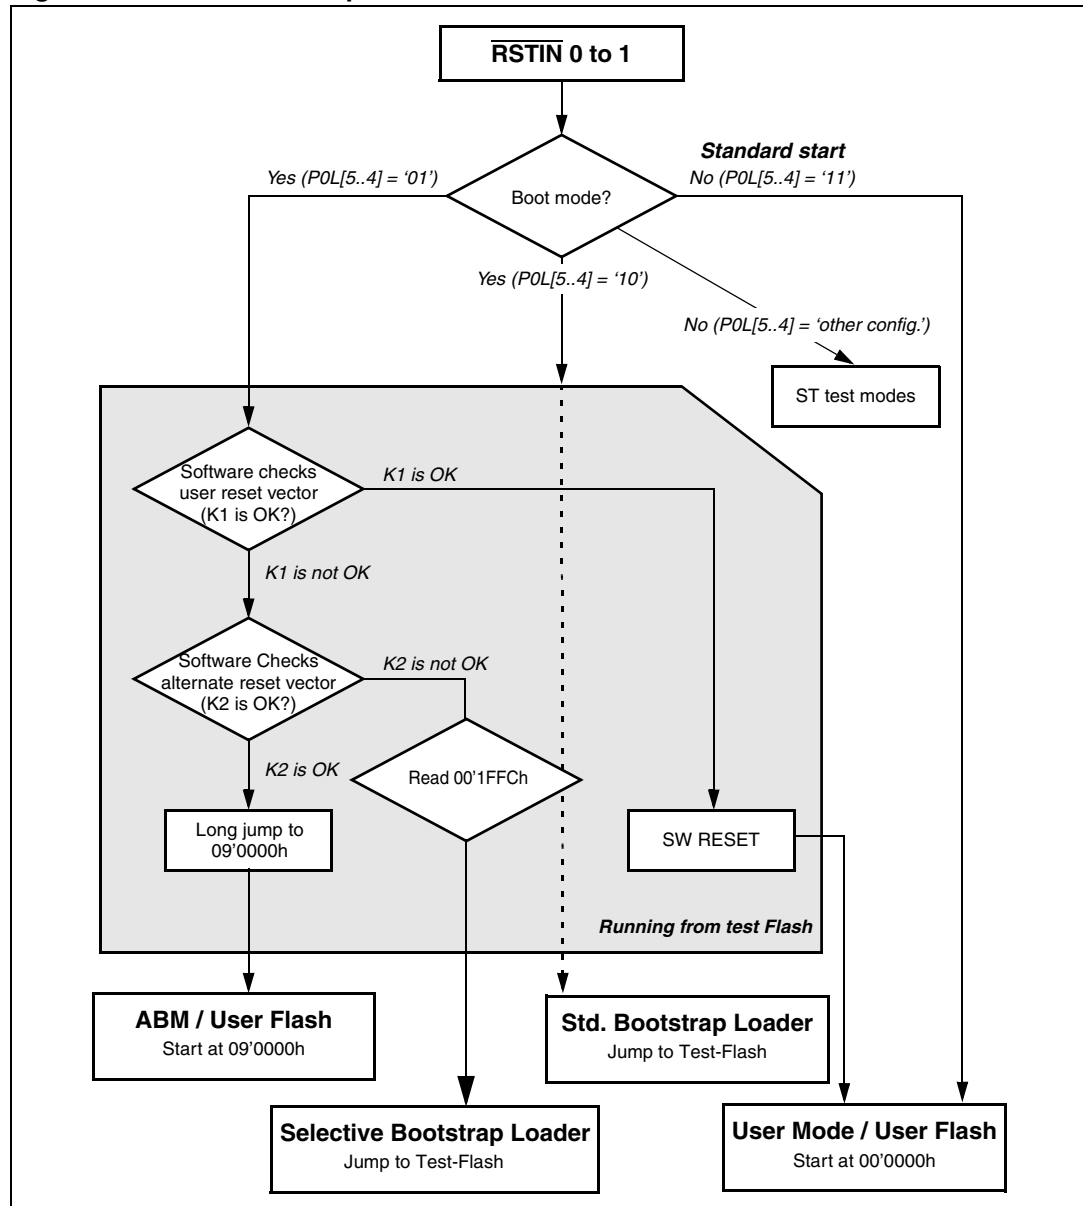 RSTIN 0 to 1
Standard start
Yes (P0L[5..4] = ‘01’)
No (P0L[5..4] = ‘11’)
Boot mode?
Yes (P0L[5..4] = ‘10’)
No (P0L[5..4] = ‘other config.’)
ST test modes
Software checks
user reset vector
(K1 is OK?)
K1 is OK
K1 is not OK
Software Checks
alternate reset vector
(K2 is OK?)
K2 is not OK
K2 is OK
Read 00’1FFCh
Long jump to
09’0000h
SW RESET
Running from test Flash
ABM / User Flash
Start at 09’0000h
Std. Bootstrap Loader
Jump to Test-Flash
Selective Bootstrap Loader
Jump to Test-Flash
User Mode / User Flash
Start at 00’0000h